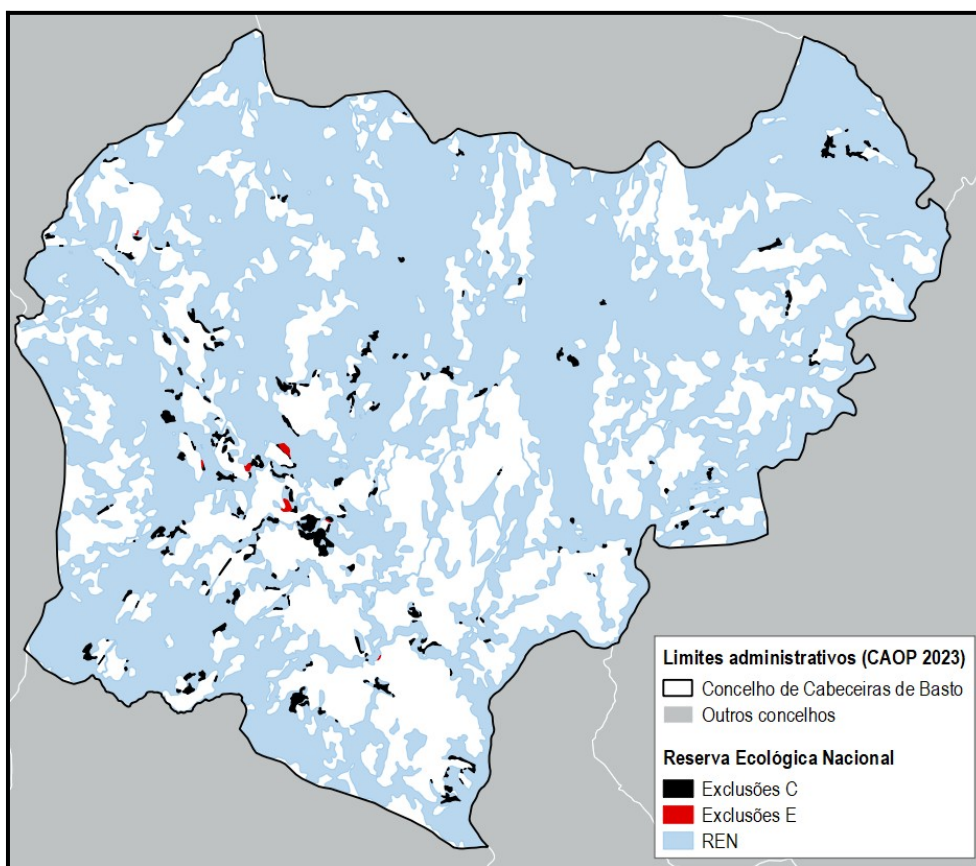 Limites administrativos (CAOP 2023)
Concelho de Cabeceiras de Basto
Outros concelhos
Reserva Ecológica Nacional
Exclusões C
Exclusões E
REN